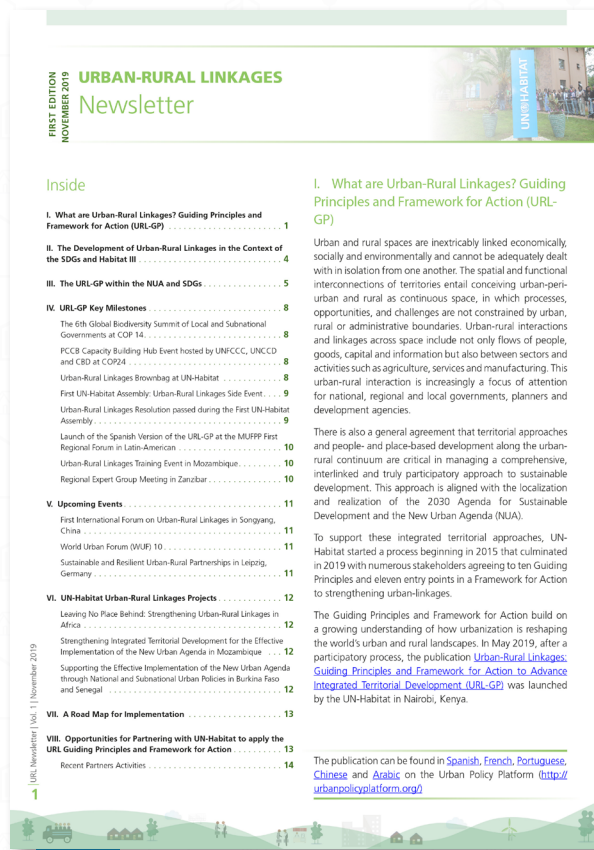 FIRST EDITION
NOVEMBER 2019
URBAN-RURAL LINKAGES
Newsletter
UN HABITAT
Inside
I. What are Urban-Rural Linkages? Guiding Principles and
Framework for Action (URL-GP) . . . . . . . . . . . . . . . . . . . . . . 1
II. The Development of Urban-Rural Linkages in the Context of
the SDGs and Habitat III . . . . . . . . . . . . . . . . . . . . . . . . . . . . 4
III. The URL-GP within the NUA and SDGs . . . . . . . . . . . . . . . 5
IV. URL-GP Key Milestones . . . . . . . . . . . . . . . . . . . . . . . . . . 8
The 6th Global Biodiversity Summit of Local and Subnational
Governments at COP 14. . . . . . . . . . . . . . . . . . . . . . . . . . . 8
PCCB Capacity Building Hub Event hosted by UNFCCC, UNCCD
and CBD at COP24 . . . . . . . . . . . . . . . . . . . . . . . . . . . . . . 8
Urban-Rural Linkages Brownbag at UN-Habitat . . . . . . . . . . . . 8
First UN-Habitat Assembly: Urban-Rural Linkages Side Event . . . . 9
Urban-Rural Linkages Resolution passed during the First UN-Habitat
Assembly . . . . . . . . . . . . . . . . . . . . . . . . . . . . . . . . . . . . . 9
Launch of the Spanish Version of the URL-GP at the MUFPP First
Regional Forum in Latin-American . . . . . . . . . . . . . . . . . . . . 10
Urban-Rural Linkages Training Event in Mozambique. . . . . . . . . 10
Regional Expert Group Meeting in Zanzibar . . . . . . . . . . . . . . . 10
V. Upcoming Events . . . . . . . . . . . . . . . . . . . . . . . . . . . . . . . 11
First International Forum on Urban-Rural Linkages in Songyang,
China . . . . . . . . . . . . . . . . . . . . . . . . . . . . . . . . . . . . . . . 11
World Urban Forum (WUF) 10 . . . . . . . . . . . . . . . . . . . . . . . 11
Sustainable and Resilient Urban-Rural Partnerships in Leipzig,
Germany . . . . . . . . . . . . . . . . . . . . . . . . . . . . . . . . . . . . . 11
VI. UN-Habitat Urban-Rural Linkages Projects . . . . . . . . . . . . . 12
Leaving No Place Behind: Strengthening Urban-Rural Linkages in
Africa . . . . . . . . . . . . . . . . . . . . . . . . . . . . . . . . . . . . . . . 12
Strengthening Integrated Territorial Development for the Effective
Implementation of the New Urban Agenda in Mozambique . . . 12
Supporting the Effective Implementation of the New Urban Agenda
through National and Subnational Urban Policies in Burkina Faso
and Senegal . . . . . . . . . . . . . . . . . . . . . . . . . . . . . . . . . . 12
VII. A Road Map for Implementation . . . . . . . . . . . . . . . . . . . 13
VIII. Opportunities for Partnering with UN-Habitat to apply the
URL Guiding Principles and Framework for Action . . . . . . . . . . 13
Recent Partners Activities . . . . . . . . . . . . . . . . . . . . . . . . . . 14
I. What are Urban-Rural Linkages? Guiding
Principles and Framework for Action (URL-
GP)
Urban and rural spaces are inextricably linked economically,
socially and environmentally and cannot be adequately dealt
with in isolation from one another. The spatial and functional
interconnections of territories entail conceiving urban-peri-
urban and rural as continuous space, in which processes,
opportunities, and challenges are not constrained by urban,
rural or administrative boundaries. Urban-rural interactions
and linkages across space include not only flows of people,
goods, capital and information but also between sectors and
activities such as agriculture, services and manufacturing. This
urban-rural interaction is increasingly a focus of attention
for national, regional and local governments, planners and
development agencies.
There is also a general agreement that territorial approaches
and people- and place-based development along the urban-
rural continuum are critical in managing a comprehensive,
interlinked and truly participatory approach to sustainable
development. This approach is aligned with the localization
and realization of the 2030 Agenda for Sustainable
Development and the New Urban Agenda (NUA).
To support these integrated territorial approaches, UN-
Habitat started a process beginning in 2015 that culminated
in 2019 with numerous stakeholders agreeing to ten Guiding
Principles and eleven entry points in a Framework for Action
to strengthening urban-linkages.
The Guiding Principles and Framework for Action build on
a growing understanding of how urbanization is reshaping
the world's urban and rural landscapes. In May 2019, after a
participatory process, the publication Urban-Rural Linkages:
Guiding Principles and Framework for Action to Advance
Integrated Territorial Development (URL-GP) was launched
by the UN-Habitat in Nairobi, Kenya.
The publication can be found in Spanish, French, Portuguese,
Chinese and Arabic on the Urban Policy Platform (http://
urbanpolicyplatform.org/)
URL Newsletter | Vol. 1 | November 2019
1